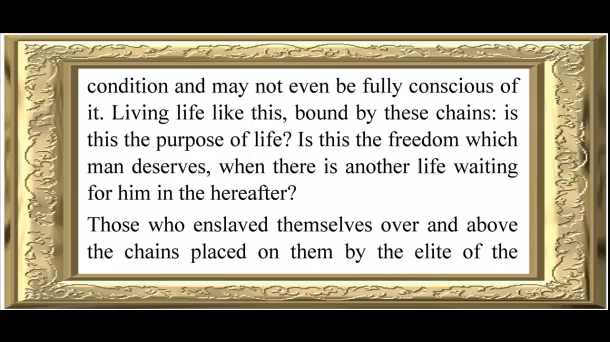 condition and may not even be fully conscious of
it. Living life like this, bound by these chains: is
this the purpose of life? Is this the freedom which
man deserves, when there is another life waiting
for him in the hereafter?
Those who enslaved themselves over and above
the chains placed on them by the elite of the